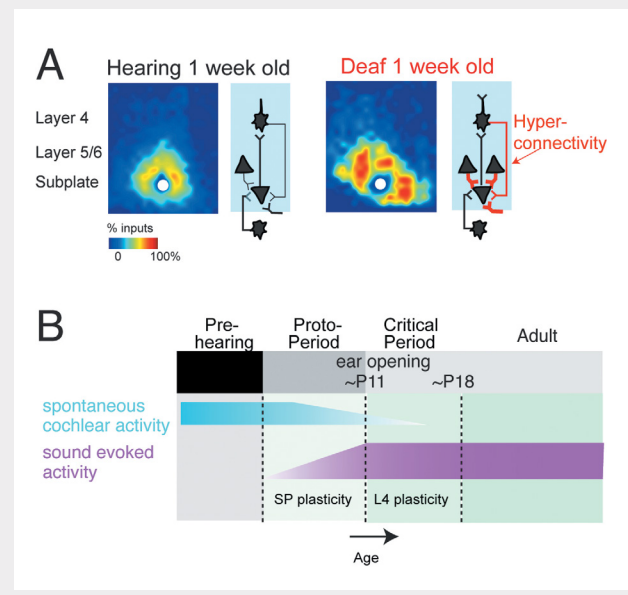 A
Hearing 1 week old
Deaf 1 week old
Layer 4
Layer 5/6
Subplate
Hyper-
connectivity
% inputs
0 100%
B
Pre-
hearing
Proto-
Period
Critical
Period
Adult
ear opening
~P11 ~P18
spontaneous
cochlear activity
sound evoked
activity
SP plasticity L4 plasticity
Age